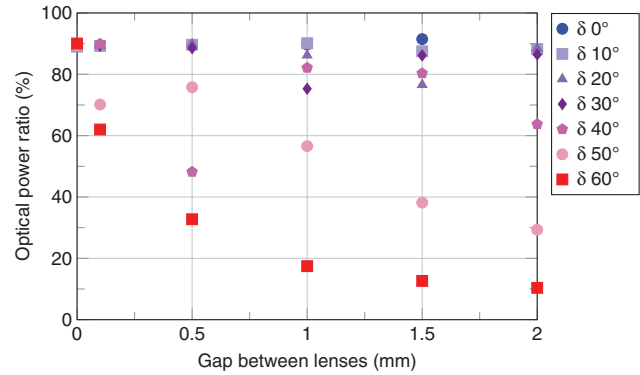 100
80
60
40
20
0
Optical power ratio (%)
0
0.5
1
1.5
2
Gap between lenses (mm)
δ 0°
δ 10°
δ 20°
δ 30°
δ 40°
δ 50°
δ 60°